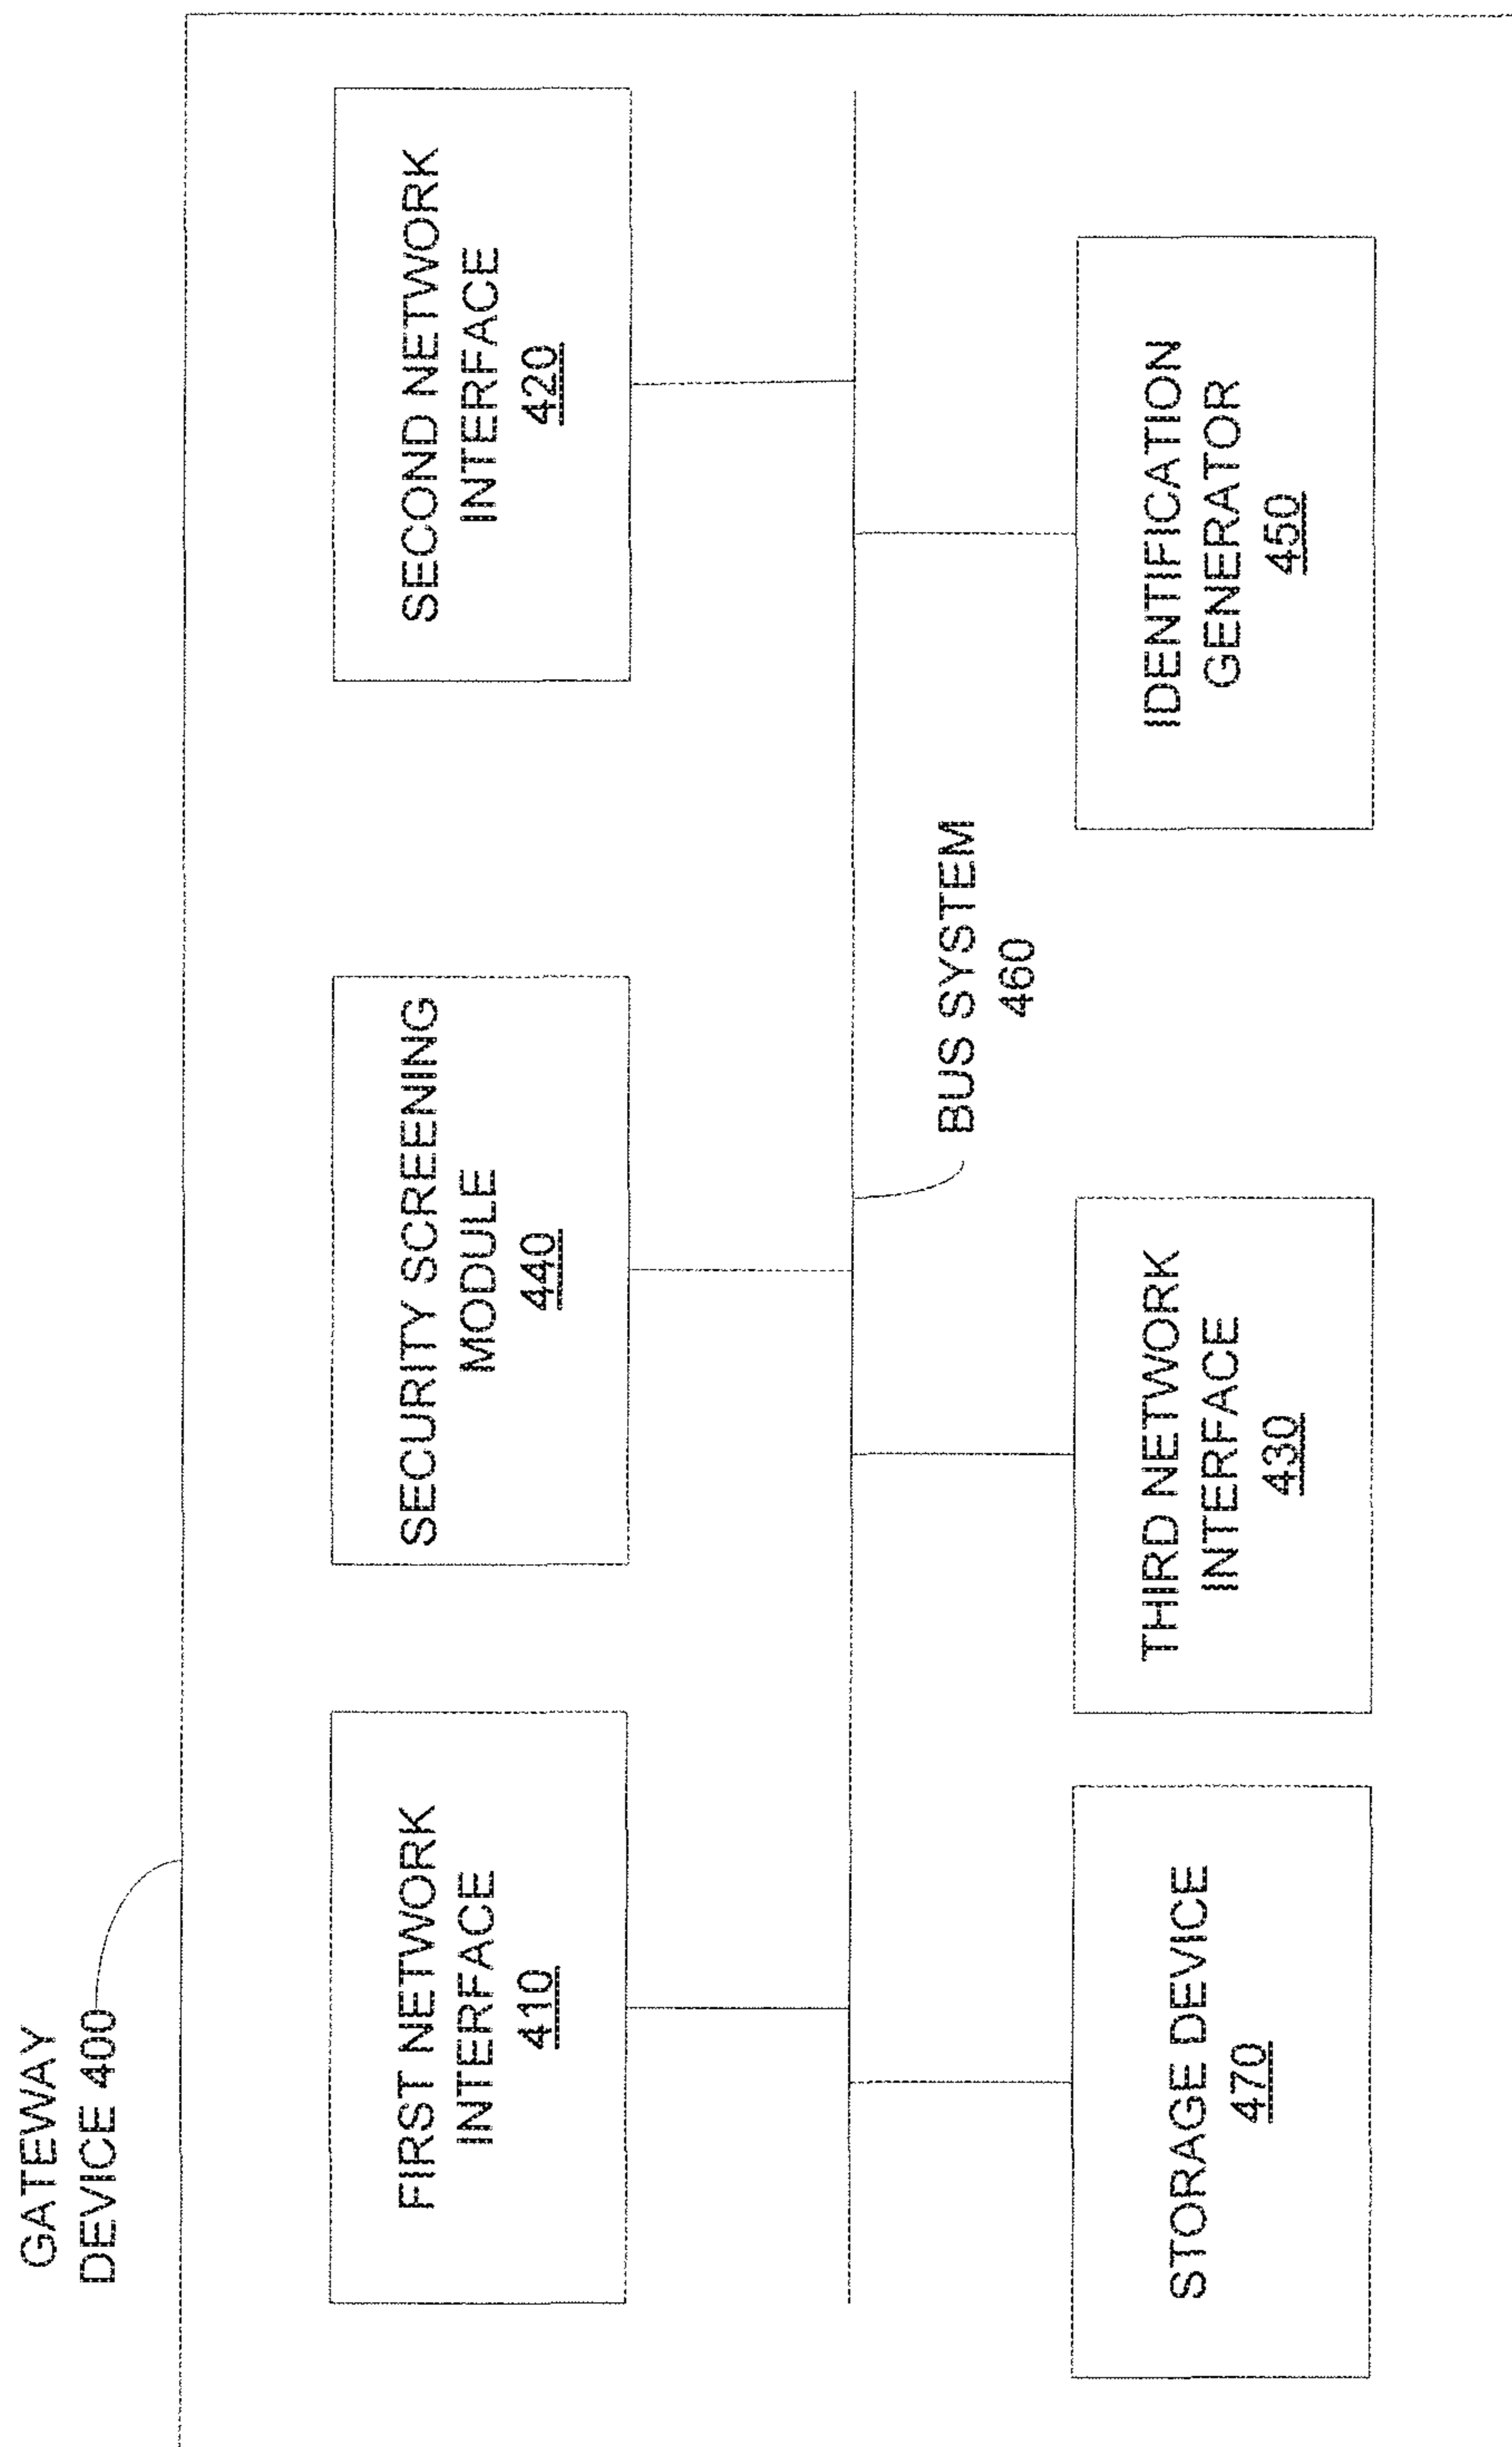 GATEWAY
DEVICE 400
FIRST NETWORK
INTERFACE
410
SECURITY SCREENING
MODULE
440
SECOND NETWORK
INTERFACE
420
BUS SYSTEM
460
STORAGE DEVICE
470
THIRD NETWORK
INTERFACE
430
IDENTIFICATION
GENERATOR
450